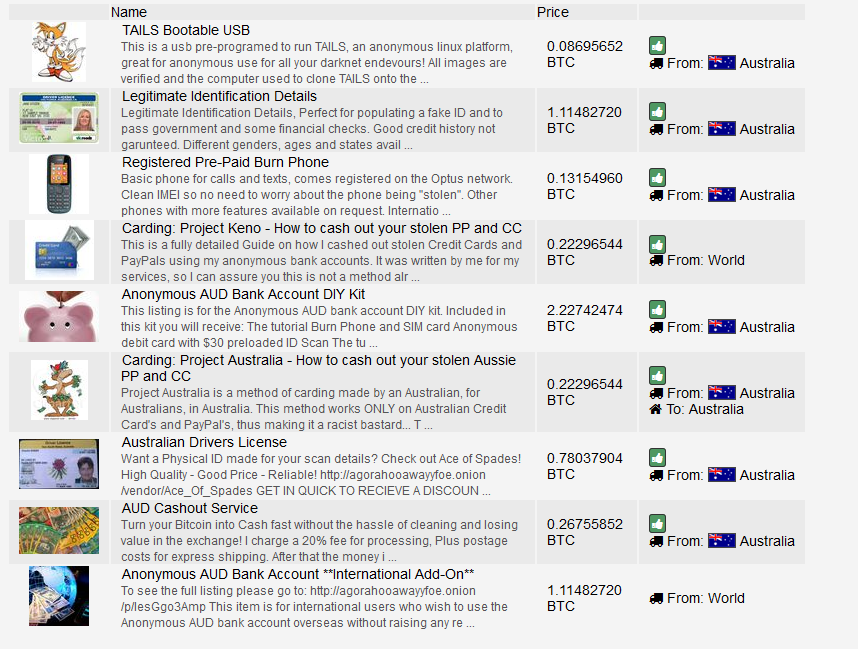 Name Price
TAILS Bootable USB
This is a usb pre-programed to run TAILS, an anonymous linux platform,
great for anonymous use for all your darknet endevours! All images are
verified and the computer used to clone TAILS onto the ...
0.08695652
BTC
From: Australia
Legitimate Identification Details
Legitimate Identification Details, Perfect for populating a fake ID and to
pass government and some financial checks. Good credit history not
garunteed. Different genders, ages and states avail ...
1.11482720
BTC
From: Australia
Registered Pre-Paid Burn Phone
Basic phone for calls and texts, comes registered on the Optus network.
Clean IMEI so no need to worry about the phone being "stolen". Other
phones with more features available on request. Internatio ...
0.13154960
BTC
From: Australia
Carding: Project Keno - How to cash out your stolen PP and CC
This is a fully detailed Guide on how I cashed out stolen Credit Cards and
PayPals using my anonymous bank accounts. It was written by me for my
services, so I can assure you this is not a method alr ...
0.22296544
BTC
From: World
Anonymous AUD Bank Account DIY Kit
This listing is for the Anonymous AUD bank account DIY kit. Included in
this kit you will receive: The tutorial Burn Phone and SIM card Anonymous
debit card with $30 preloaded ID Scan The tu ...
2.22742474
BTC
From: Australia
Carding: Project Australia - How to cash out your stolen Aussie
PP and CC
Project Australia is a method of carding made by an Australian, for
Australians, in Australia. This method works ONLY on Australian Credit
Card's and PayPal's, thus making it a racist bastard... T ...
0.22296544
BTC
From: Australia
To: Australia
Australian Drivers License
Want a Physical ID made for your scan details? Check out Ace of Spades!
High Quality - Good Price - Reliable! http://agorahooawayyfoe.onion
/vendor/Ace_Of_Spades GET IN QUICK TO RECIEVE A DISCOUN ...
0.78037904
BTC
From: Australia
AUD Cashout Service
Turn your Bitcoin into Cash fast without the hassle of cleaning and losing
value in the exchange! I charge a 20% fee for processing, Plus postage
costs for express shipping. After that the money i ...
0.26755852
BTC
From: Australia
Anonymous AUD Bank Account **International Add-On**
To see the full listing please go to: http://agorahooawayyfoe.onion
/p/lesGgo3Amp This item is for international users who wish to use the
Anonymous AUD bank account overseas without raising any re ...
1.11482720
BTC
From: World